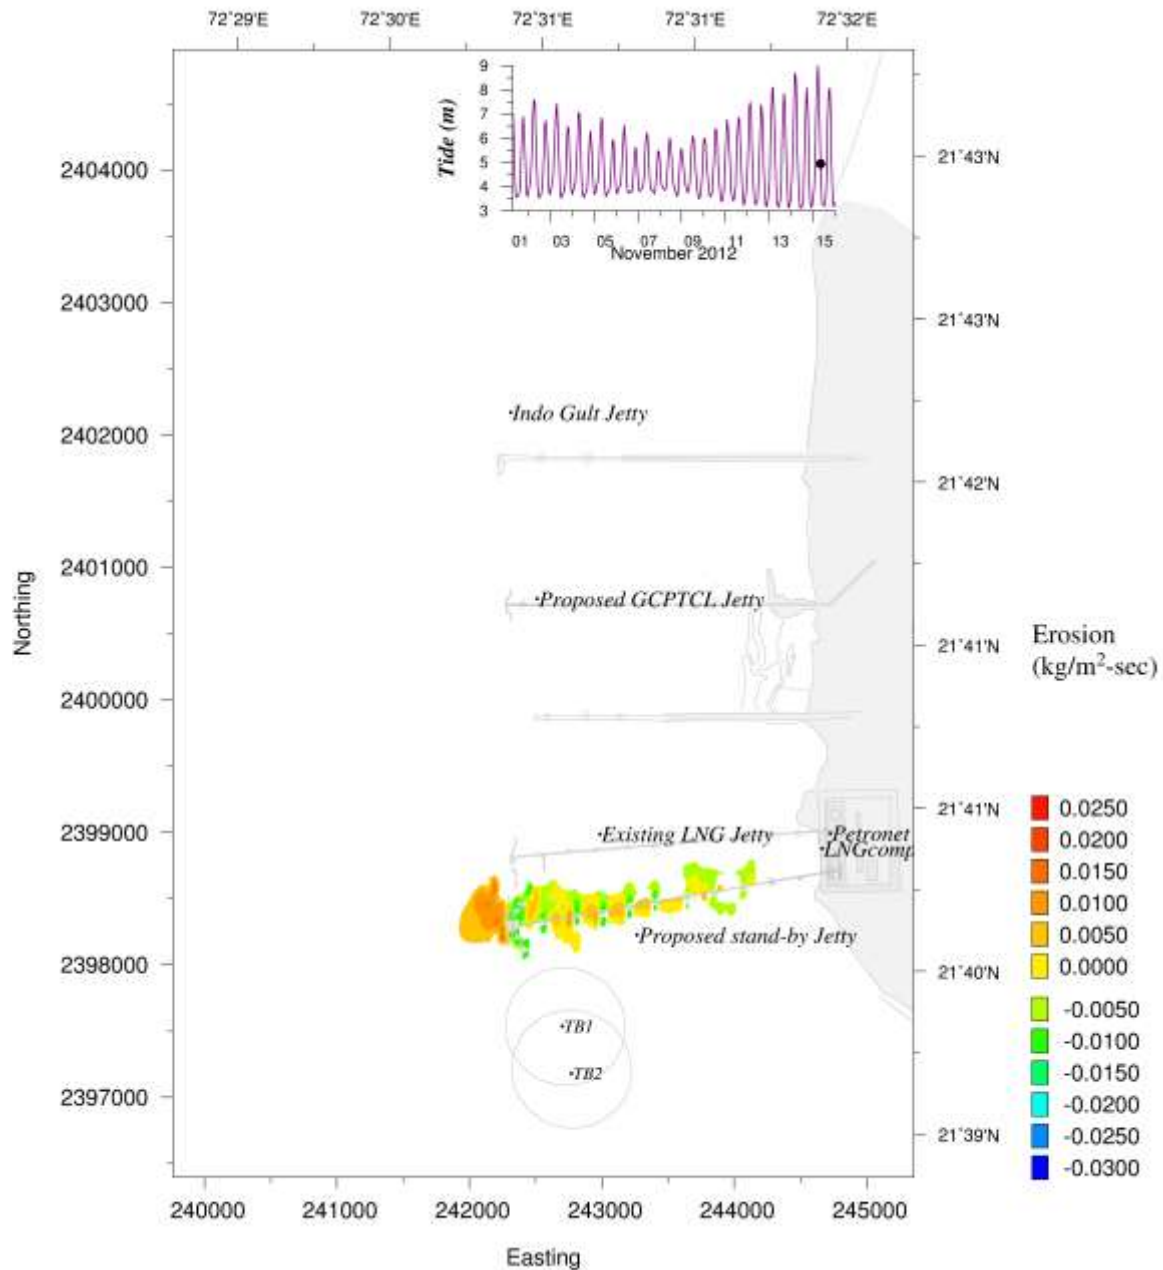 72°29'E 72°30'E 72°31'E 72°31'E 72°32'E
9
8
7
6
5
4
3
Tide (m)
01 03 05 07 09 11 13 15
November 2012
2404000
2403000
2402000
2401000
2400000
2399000
2398000
2397000
Northing
21°43'N
21°43'N
21°42'N
21°41'N
21°41'N
21°40'N
21°39'N
Indo Gult Jetty
Proposed GCPTCL Jetty
Existing LNG Jetty
Petronet
LNGcomp
Proposed stand-by Jetty
TB1
TB2
240000 241000 242000 243000 244000 245000
Easting
Erosion
(kg/m²-sec)
0.0250
0.0200
0.0150
0.0100
0.0050
0.0000
-0.0050
-0.0100
-0.0150
-0.0200
-0.0250
-0.0300